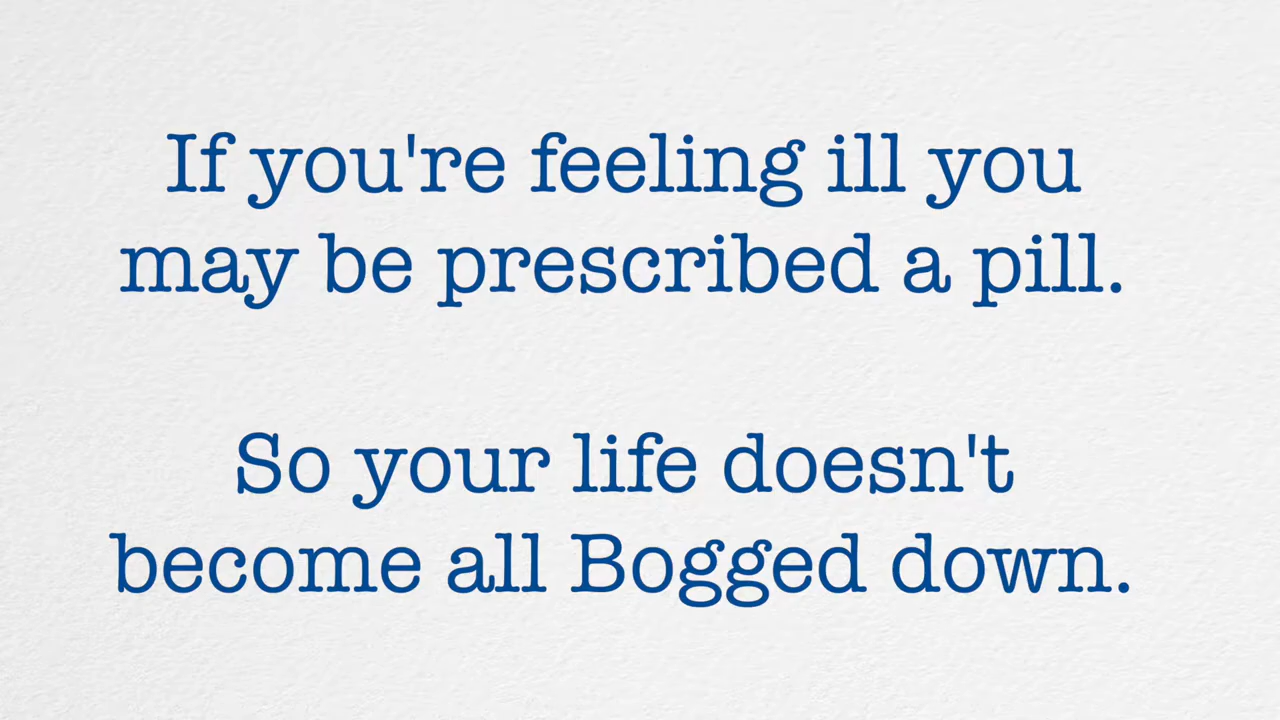 If you're feeling ill you
may be prescribed a pill.
So your life doesn't
become all Bogged down.